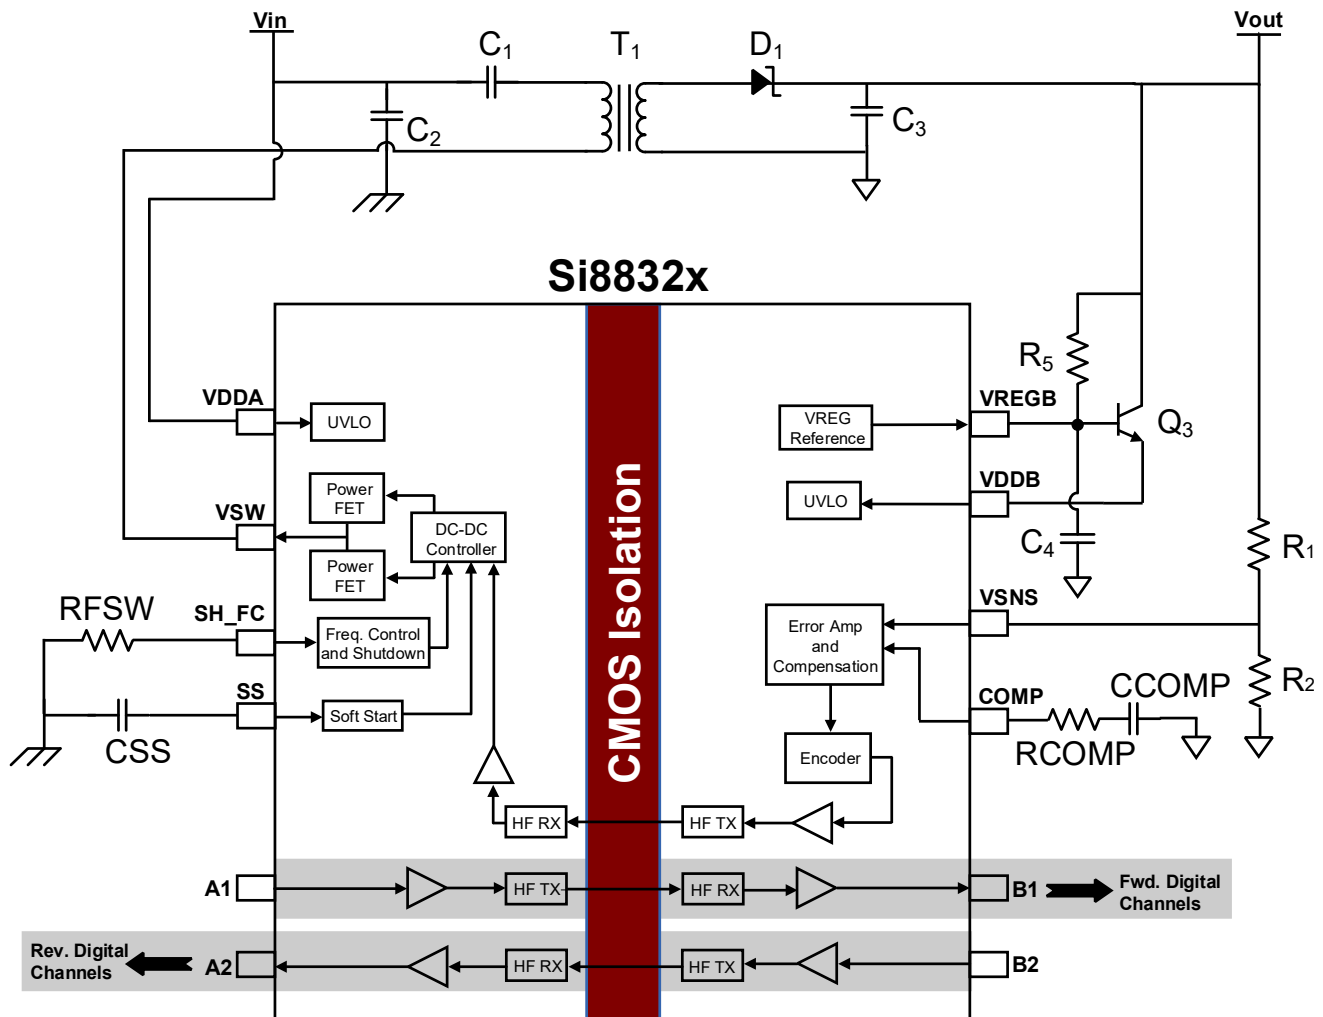 Vin
Vout
C1
T1
D1
C2
C3
Si8832x
R5
VDDA
UVLO
VREG
Reference
VREGB
Q3
VSW
Power
FET
DC-DC
Controller
Power
FET
UVLO
VDDB
C4
R1
CMOS Isolation
RFSW
SH_FC
Freq. Control
and Shutdown
Error Amp
and
Compensation
VSNS
SS
Soft Start
CSS
COMP
CCOMP
RCOMP
R2
Encoder
HF RX
HF TX
A1
HF TX
HF RX
B1
Fwd. Digital
Channels
Rev. Digital
Channels
A2
HF RX
HF TX
B2